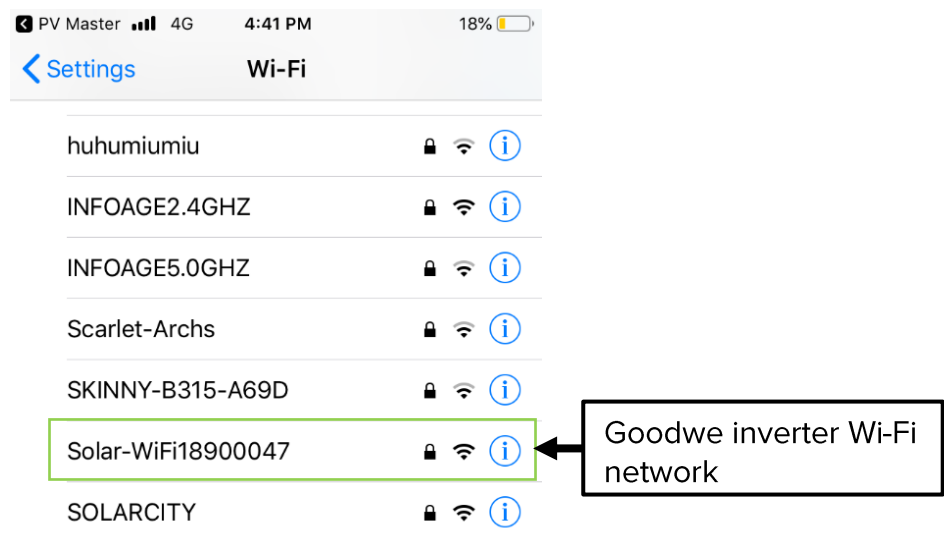 PV Master 4G 4:41 PM 18%
Settings Wi-Fi
huhumiumiu
INFOAGE2.4GHZ
INFOAGE5.0GHZ
Scarlet-Archs
SKINNY-B315-A69D
Solar-WiFi18900047
Goodwe inverter Wi-Fi
network
SOLARCITY